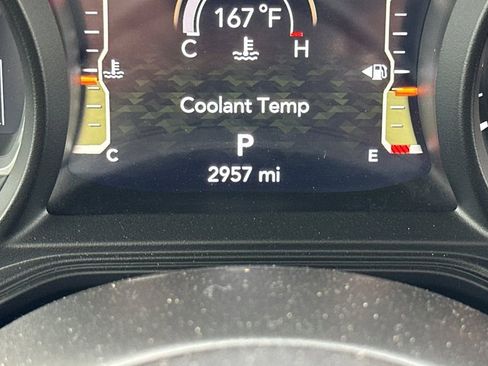 167 °F
C H
Coolant Temp
P
C E
2957 mi